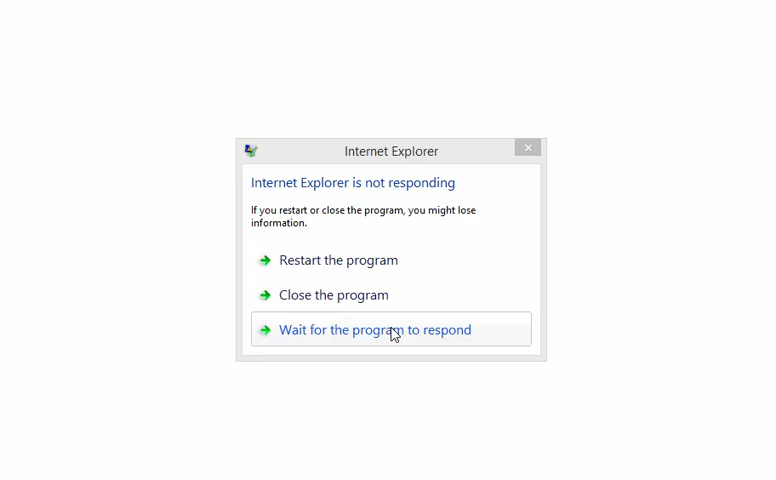 Internet Explorer
Internet Explorer is not responding
If you restart or close the program, you might lose
information.
Restart the program
Close the program
Wait for the program to respond